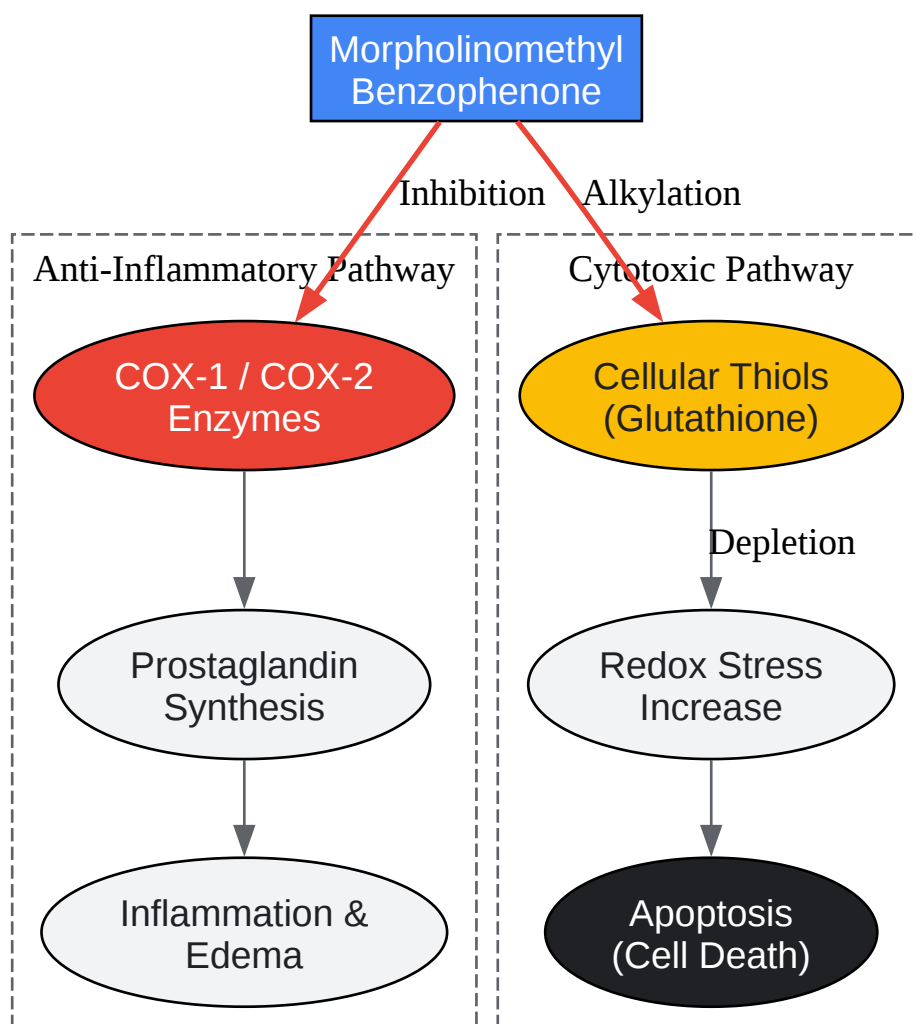 Morpholinomethyl
Benzophenone
Inhibition
Alkylation
Anti-Inflammatory Pathway
COX-1 / COX-2
Enzymes
Prostaglandin
Synthesis
Inflammation &
Edema
Cytotoxic Pathway
Cellular Thiols
(Glutathione)
Depletion
Redox Stress
Increase
Apoptosis
(Cell Death)